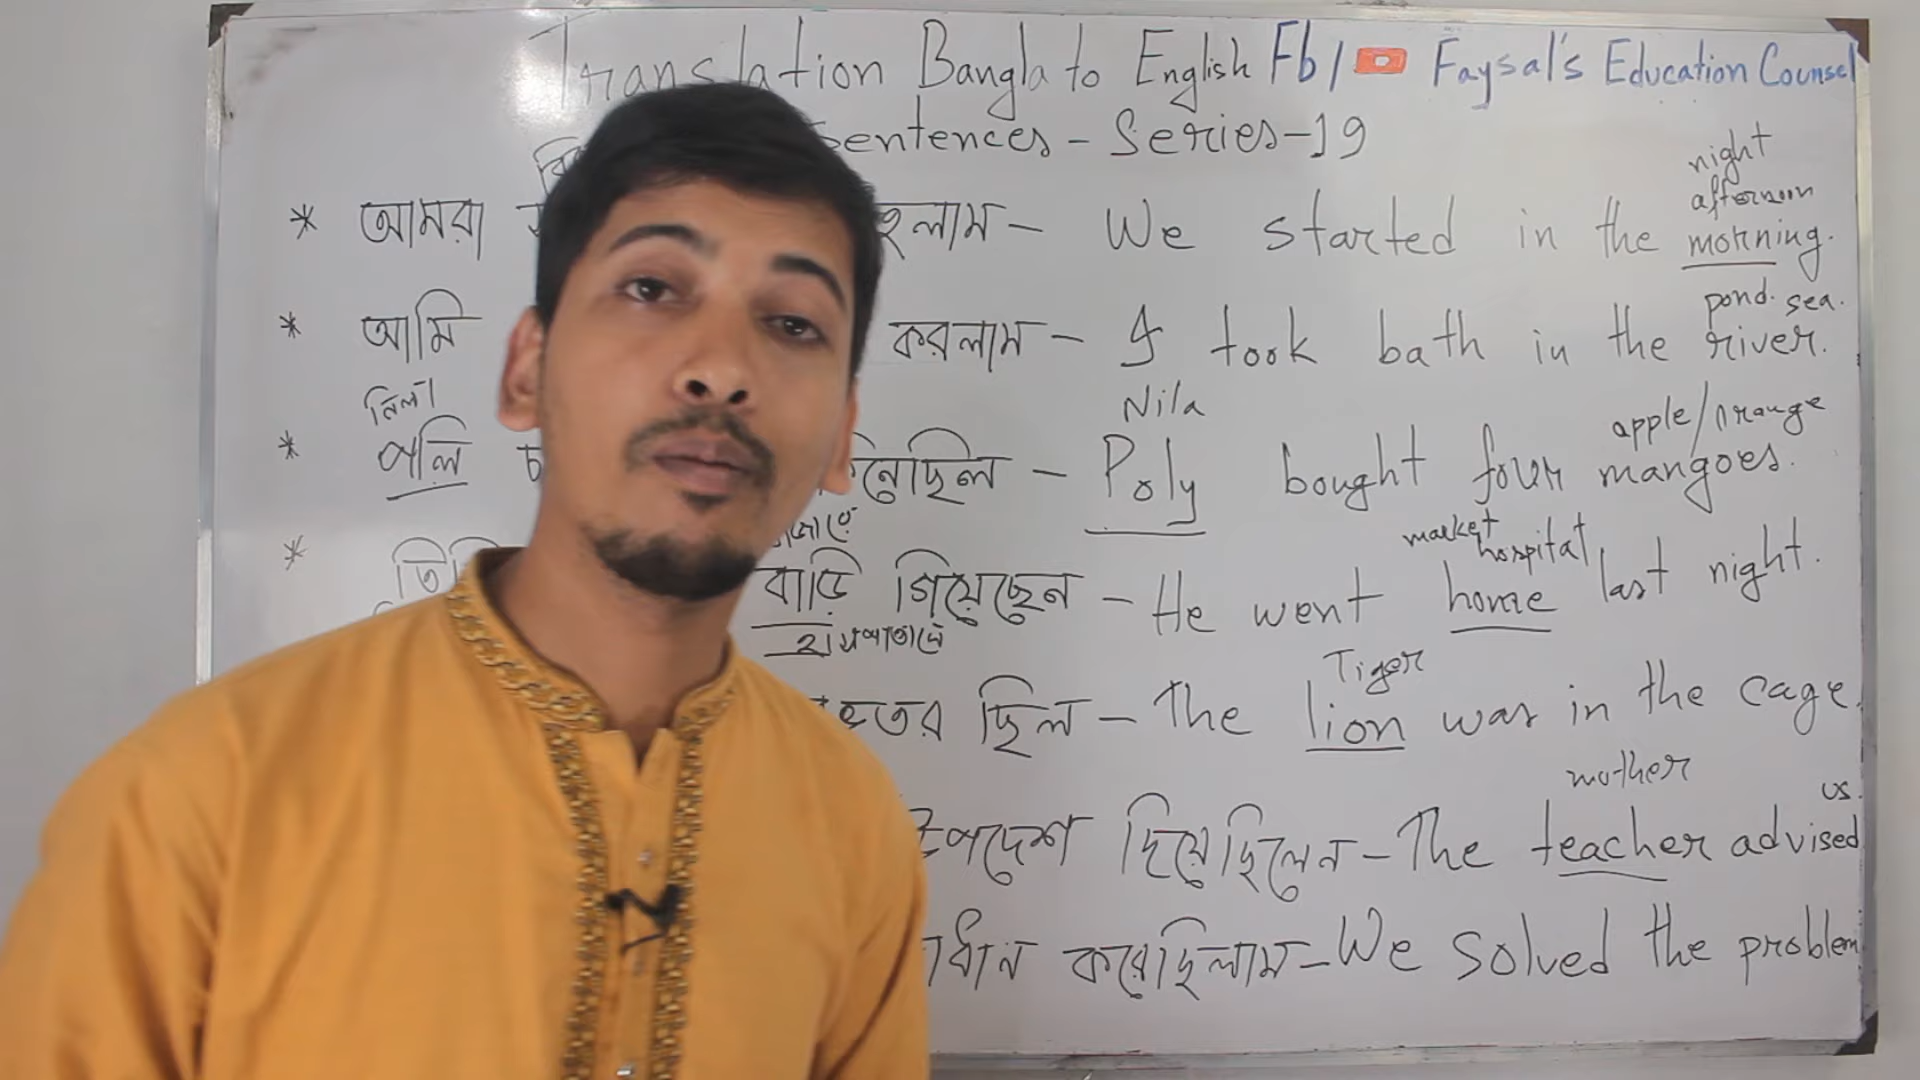 Translation Bangla to English Fb / Faysal's Education Counsel
Sentences - Series-19
night
afternoon
* আমরা হলাম - We started in the morning.
pond. sea.
* আমি করলাম - I took bath in the river.
নিলা Nila apple/orange
* পলি চ কিনেছিল - Poly bought four mangoes.
বাজারে market hospital
* তিনি বাড়ি গিয়েছেন - He went home last night.
হাসপাতালে
Tiger
ভেতর ছিল - The lion was in the cage.
mother us.
উপদেশ দিয়েছিলেন - The teacher advised
করেছিলাম - We solved the problem